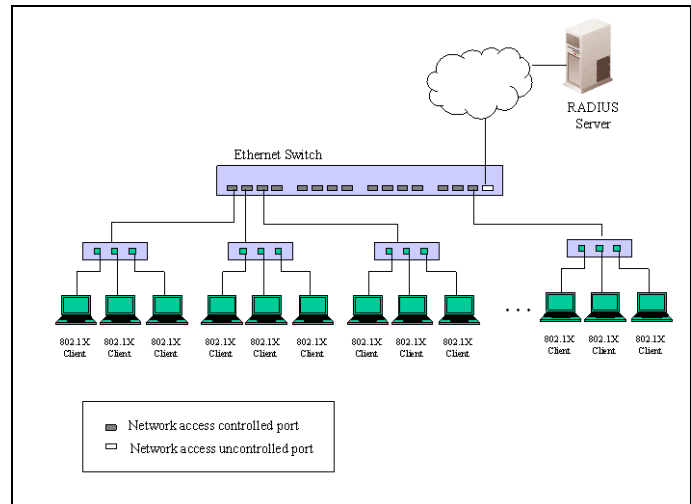 RADIUS
Server
Ethernet Switch
802.1X
Client
802.1X
Client
802.1X
Client
802.1X
Client
802.1X
Client
802.1X
Client
802.1X
Client
802.1X
Client
802.1X
Client
. . .
802.1X
Client
802.1X
Client
802.1X
Client
Network access controlled port
Network access uncontrolled port